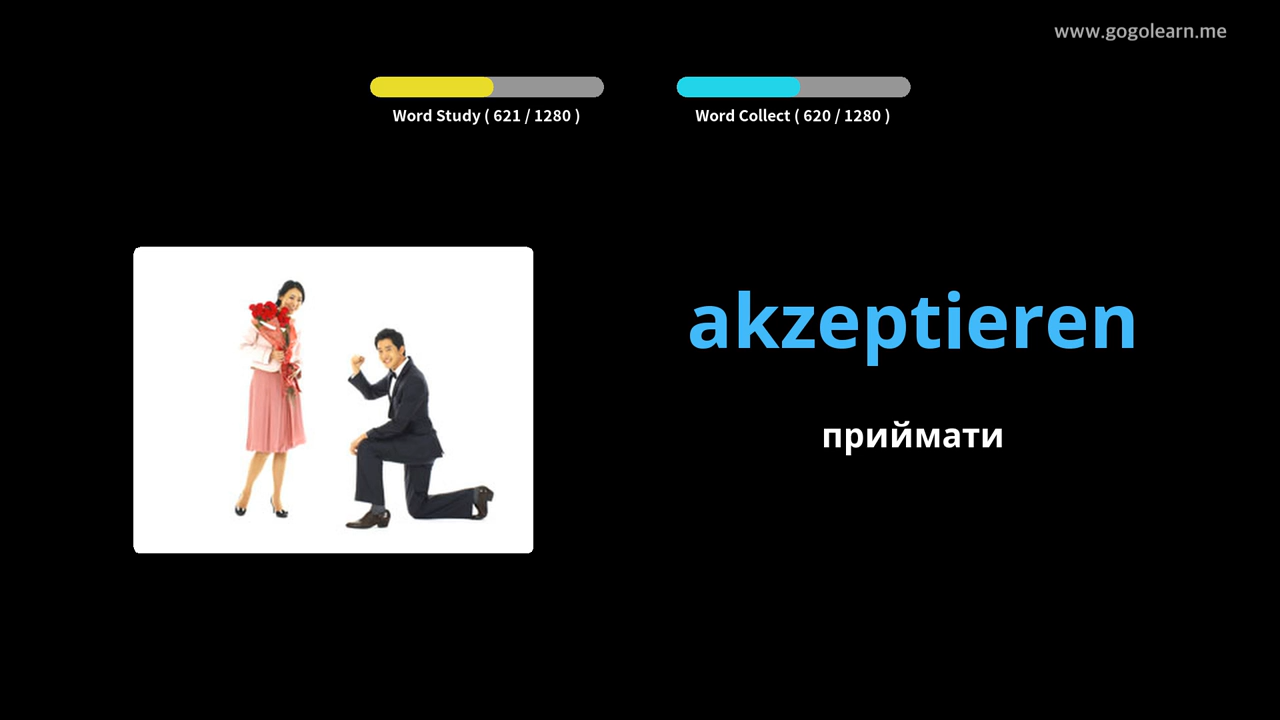 www.gogolearn.me
Word Study ( 621 / 1280 )
Word Collect ( 620 / 1280 )
akzeptieren
приймати